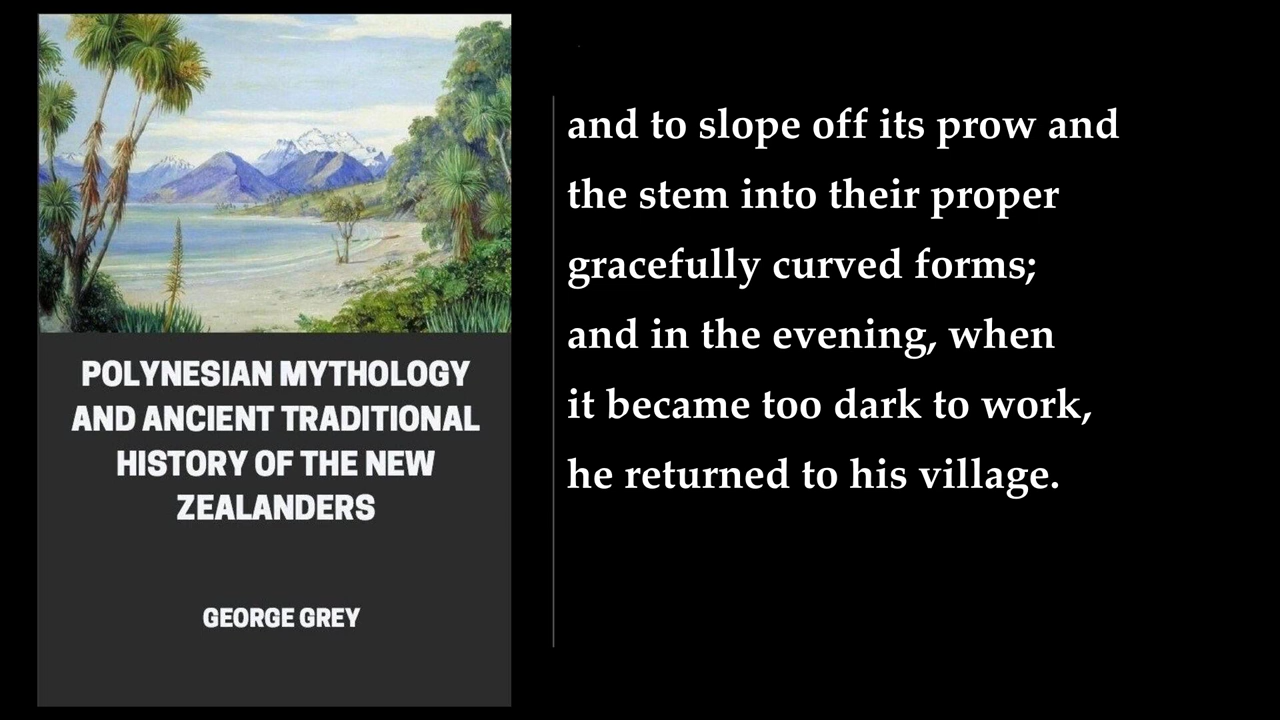 POLYNESIAN MYTHOLOGY
AND ANCIENT TRADITIONAL
HISTORY OF THE NEW
ZEALANDERS
GEORGE GREY
and to slope off its prow and
the stem into their proper
gracefully curved forms;
and in the evening, when
it became too dark to work,
he returned to his village.